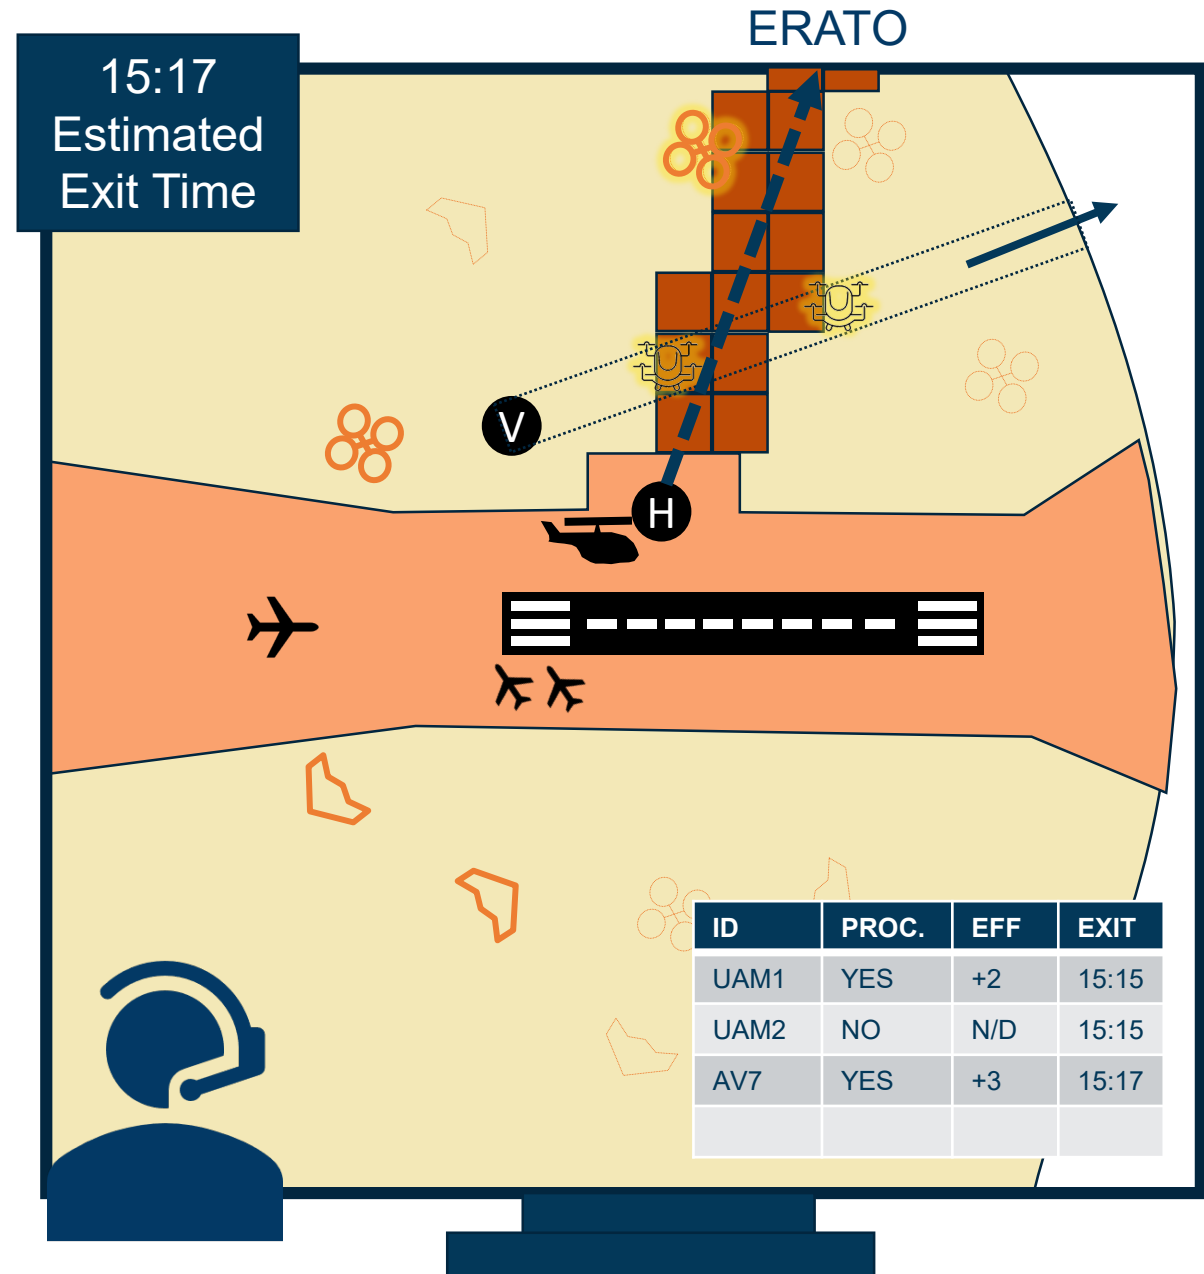 ERATO
15:17
Estimated
Exit Time
V
H
ID PROC. EFF EXIT
UAM1 YES +2 15:15
UAM2 NO N/D 15:15
AV7 YES +3 15:17